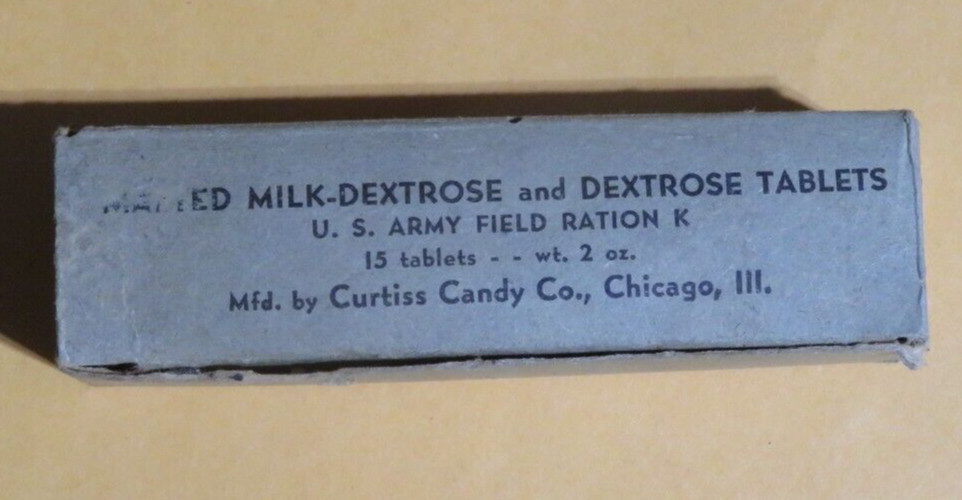 MALTED MILK-DEXTROSE and DEXTROSE TABLETS
U. S. ARMY FIELD RATION K
15 tablets - - wt. 2 oz.
Mfd. by Curtiss Candy Co., Chicago, Ill.